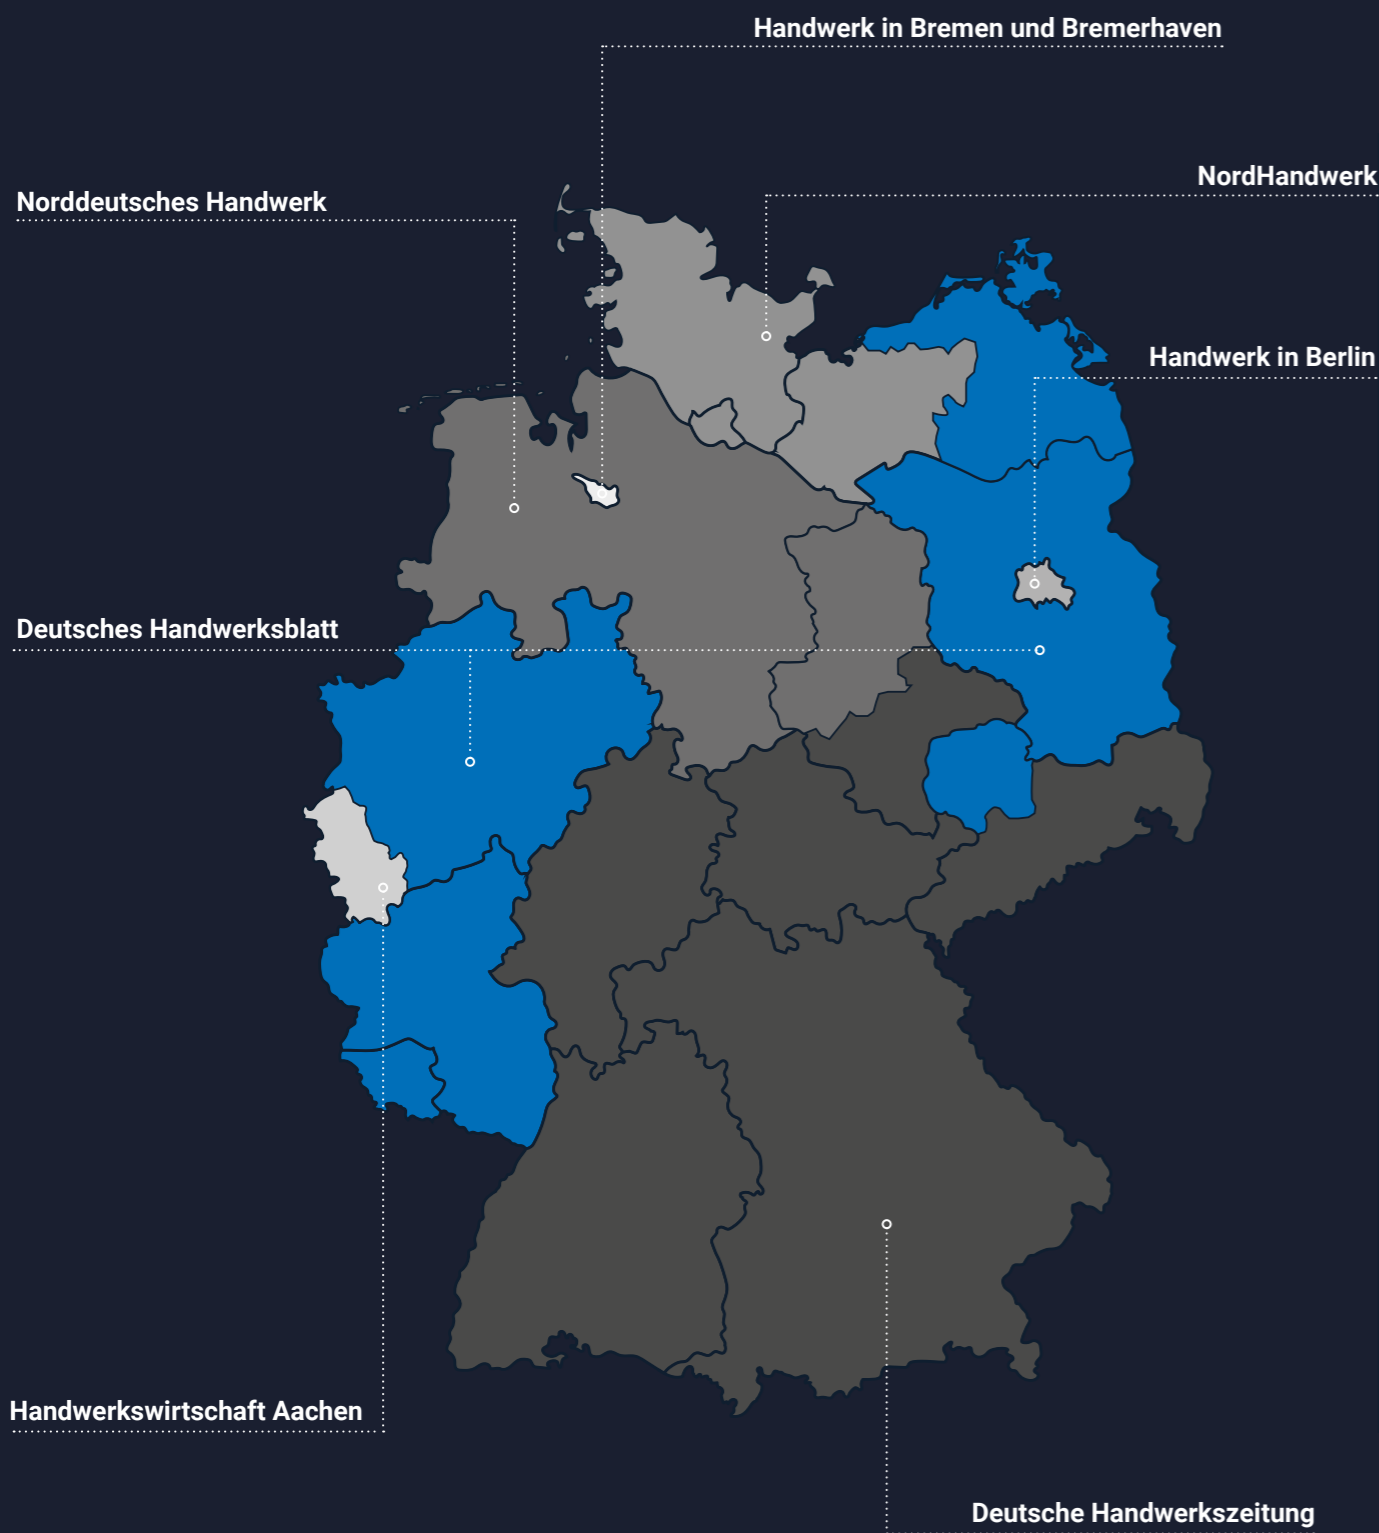 Handwerk in Bremen und Bremerhaven
NordHandwerk
Norddeutsches Handwerk
Handwerk in Berlin
Deutsches Handwerksblatt
Handwerkswirtschaft Aachen
Deutsche Handwerkszeitung